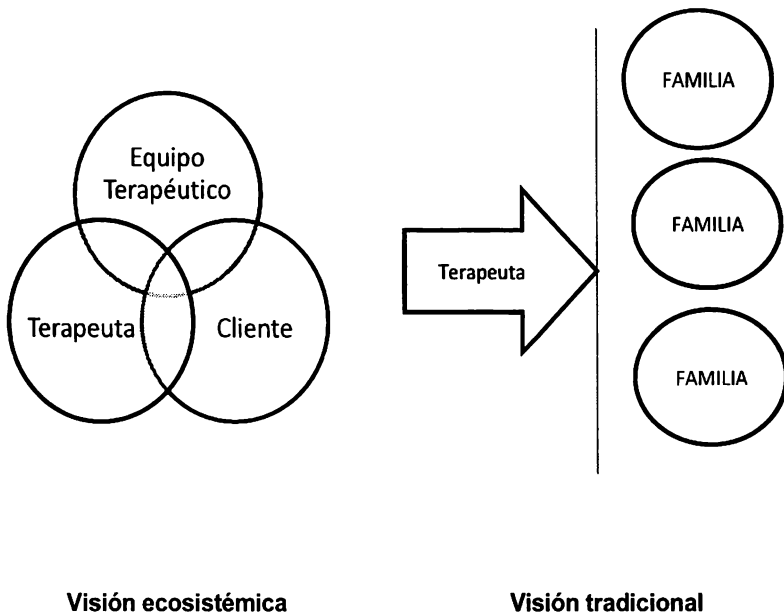 Equipo
Terapéutico
Terapeuta
Cliente
Terapeuta
FAMILIA
FAMILIA
FAMILIA
Visión ecosistémica
Visión tradicional